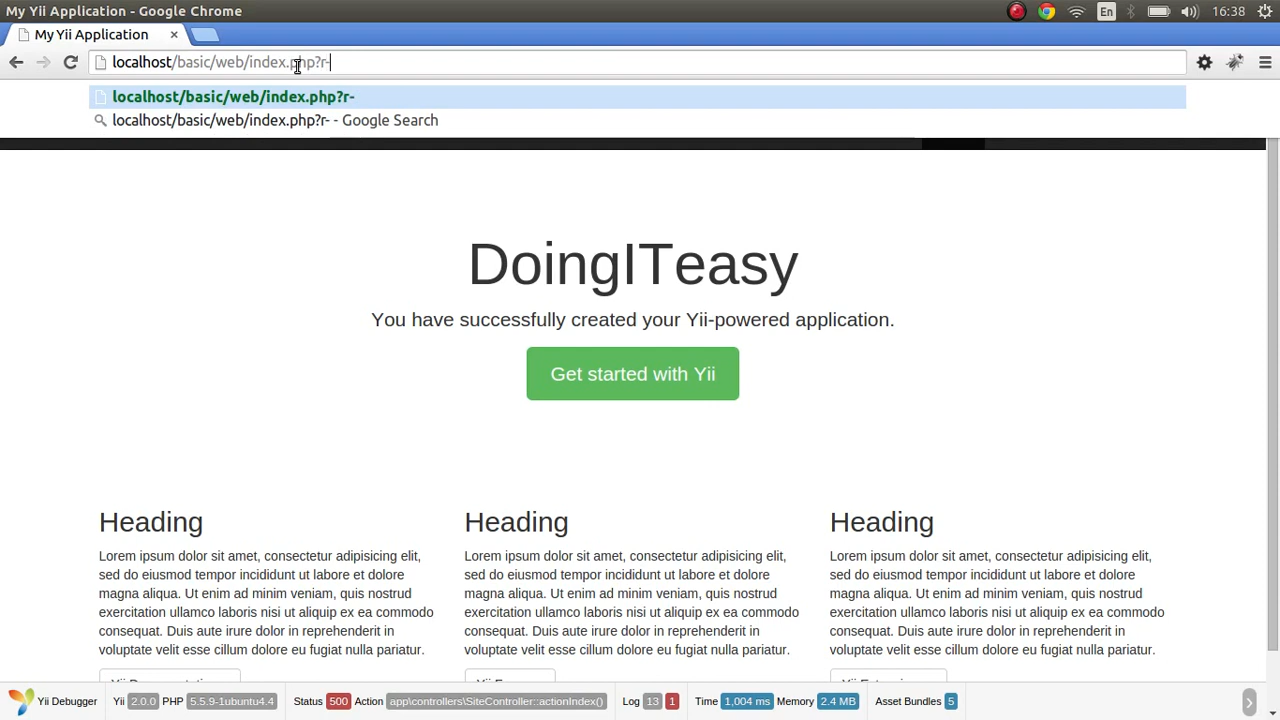 My Yii Application - Google Chrome
En
16:38
My Yii Application
localhost/basic/web/index.php?r-
localhost/basic/web/index.php?r-
localhost/basic/web/index.php?r- - Google Search
DoingITeasy
You have successfully created your Yii-powered application.
Get started with Yii
Heading
Lorem ipsum dolor sit amet, consectetur adipisicing elit,
sed do eiusmod tempor incididunt ut labore et dolore
magna aliqua. Ut enim ad minim veniam, quis nostrud
exercitation ullamco laboris nisi ut aliquip ex ea commodo
consequat. Duis aute irure dolor in reprehenderit in
voluptate velit esse cillum dolore eu fugiat nulla pariatur.
Heading
Lorem ipsum dolor sit amet, consectetur adipisicing elit,
sed do eiusmod tempor incididunt ut labore et dolore
magna aliqua. Ut enim ad minim veniam, quis nostrud
exercitation ullamco laboris nisi ut aliquip ex ea commodo
consequat. Duis aute irure dolor in reprehenderit in
voluptate velit esse cillum dolore eu fugiat nulla pariatur.
Heading
Lorem ipsum dolor sit amet, consectetur adipisicing elit,
sed do eiusmod tempor incididunt ut labore et dolore
magna aliqua. Ut enim ad minim veniam, quis nostrud
exercitation ullamco laboris nisi ut aliquip ex ea commodo
consequat. Duis aute irure dolor in reprehenderit in
voluptate velit esse cillum dolore eu fugiat nulla pariatur.
Yii Debugger Yii 2.0.0 PHP 5.5.9-1ubuntu4.4 Status 500 Action app\controllers\SiteController::actionIndex() Log 13 1 Time 1,004 ms Memory 2.4 MB Asset Bundles 5